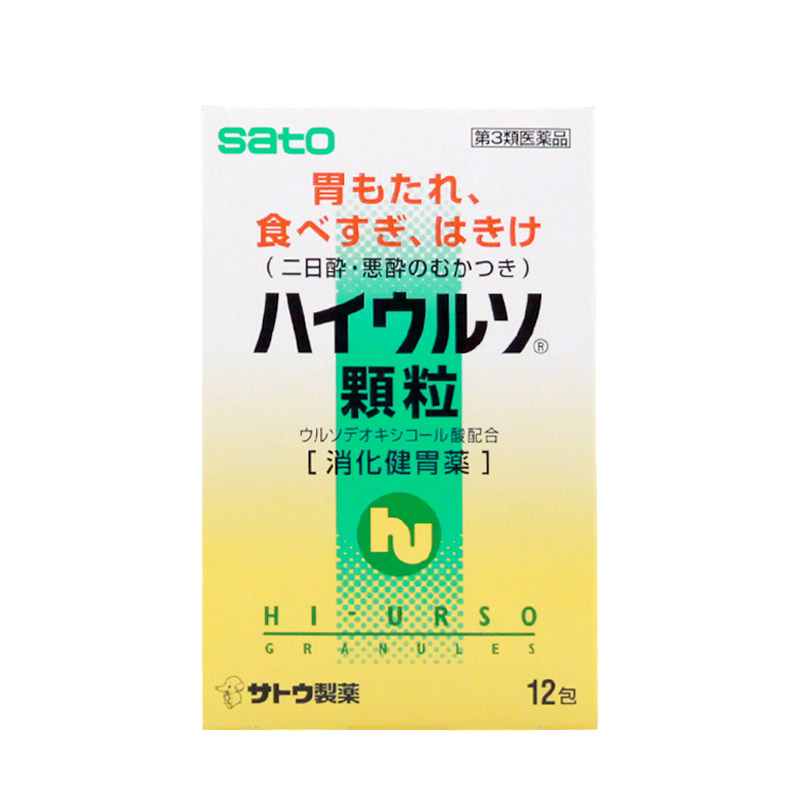 sato
第3類医薬品
胃もたれ、
食べすぎ、はきけ
(二日酔・悪酔のむかつき)
ハイウルソ®
顆粒
ウルソデオキシコール酸配合
[消化健胃薬]
hu
HI-URSO
GRANULES
サトウ製薬
12包